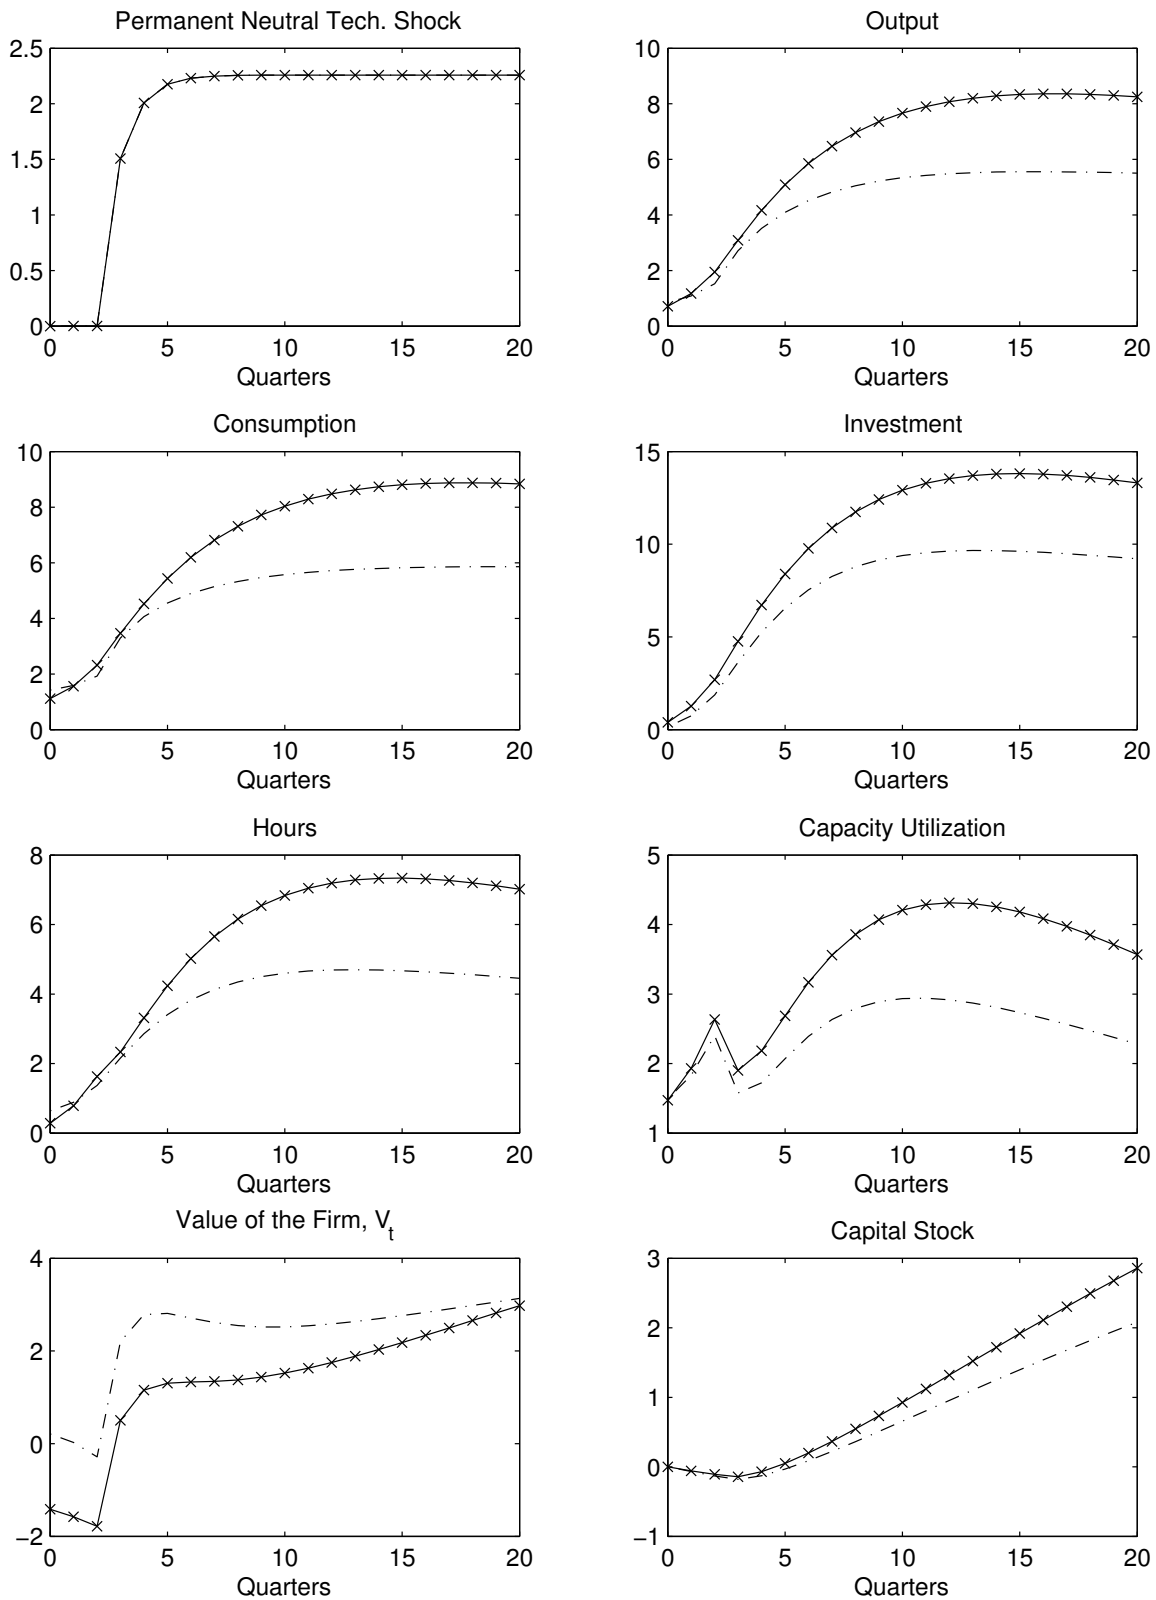 Permanent Neutral Tech. Shock
2.5
2
1.5
1
0.5
0
0 5 10 15 20
Quarters
Output
10
8
6
4
2
0
0 5 10 15 20
Quarters
Consumption
10
8
6
4
2
0
0 5 10 15 20
Quarters
Investment
15
10
5
0
0 5 10 15 20
Quarters
Hours
8
6
4
2
0
0 5 10 15 20
Quarters
Capacity Utilization
5
4
3
2
1
0 5 10 15 20
Quarters
Value of the Firm, V_t
4
2
0
−2
0 5 10 15 20
Quarters
Capital Stock
3
2
1
0
−1
0 5 10 15 20
Quarters